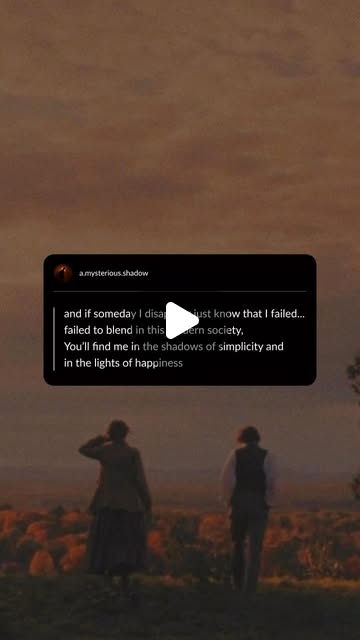 a.mysterious.shadow
and if someday I just know that I failed...
failed to blend in this society,
You'll find me in the shadows of simplicity and
in the lights of happiness